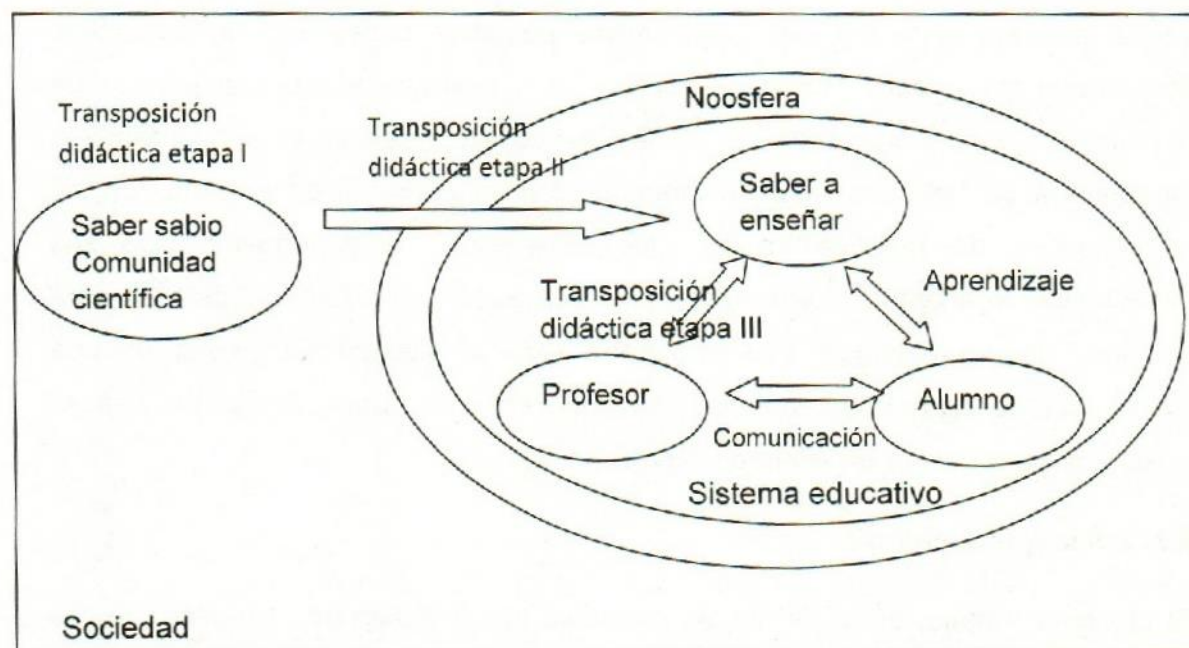 Noosfera
Transposición
didáctica etapa I
Transposición
didáctica etapa II
Saber sabio
Comunidad
científica
Saber a
enseñar
Aprendizaje
Transposición
didáctica etapa III
Profesor
Alumno
Comunicación
Sistema educativo
Sociedad